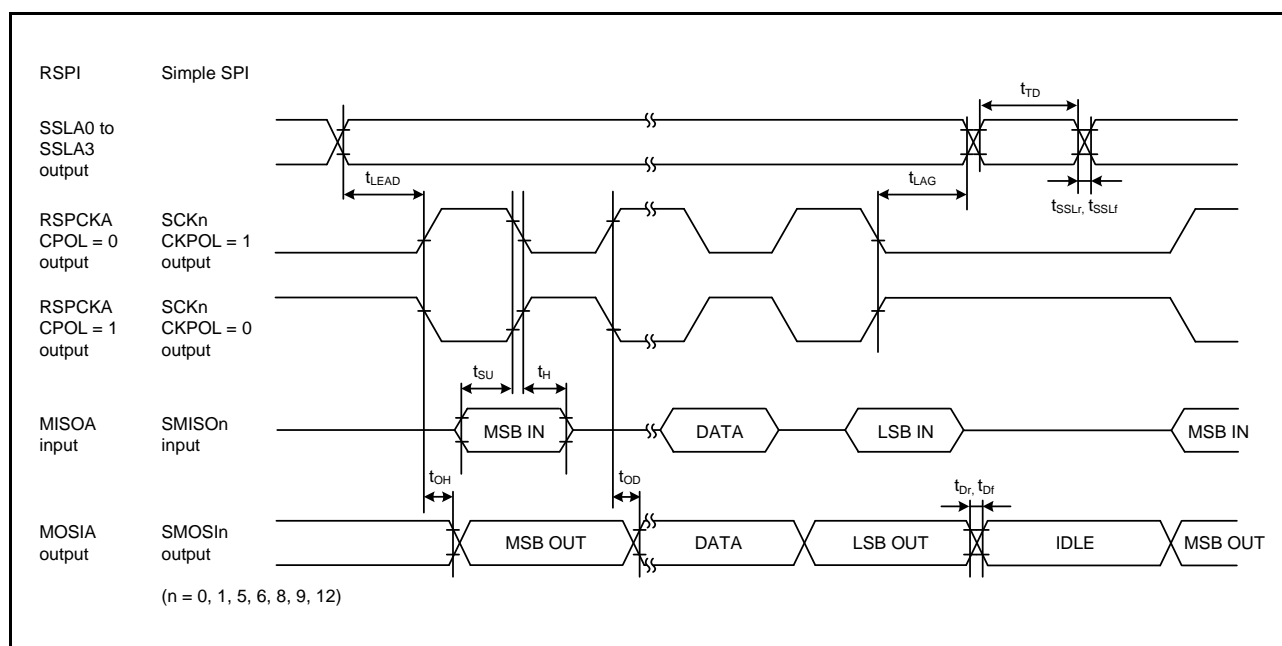 RSPI Simple SPI
tTD
SSLA0 to
SSLA3
output
tLEAD
tLAG
tSSLr, tSSLf
RSPCKA SCKn
CPOL = 0 CKPOL = 1
output output
RSPCKA SCKn
CPOL = 1 CKPOL = 0
output output
tSU tH
MISOA SMISOn
input input
MSB IN DATA LSB IN MSB IN
tOH tOD tDr, tDf
MOSIA SMOSIn
output output
MSB OUT DATA LSB OUT IDLE MSB OUT
(n = 0, 1, 5, 6, 8, 9, 12)